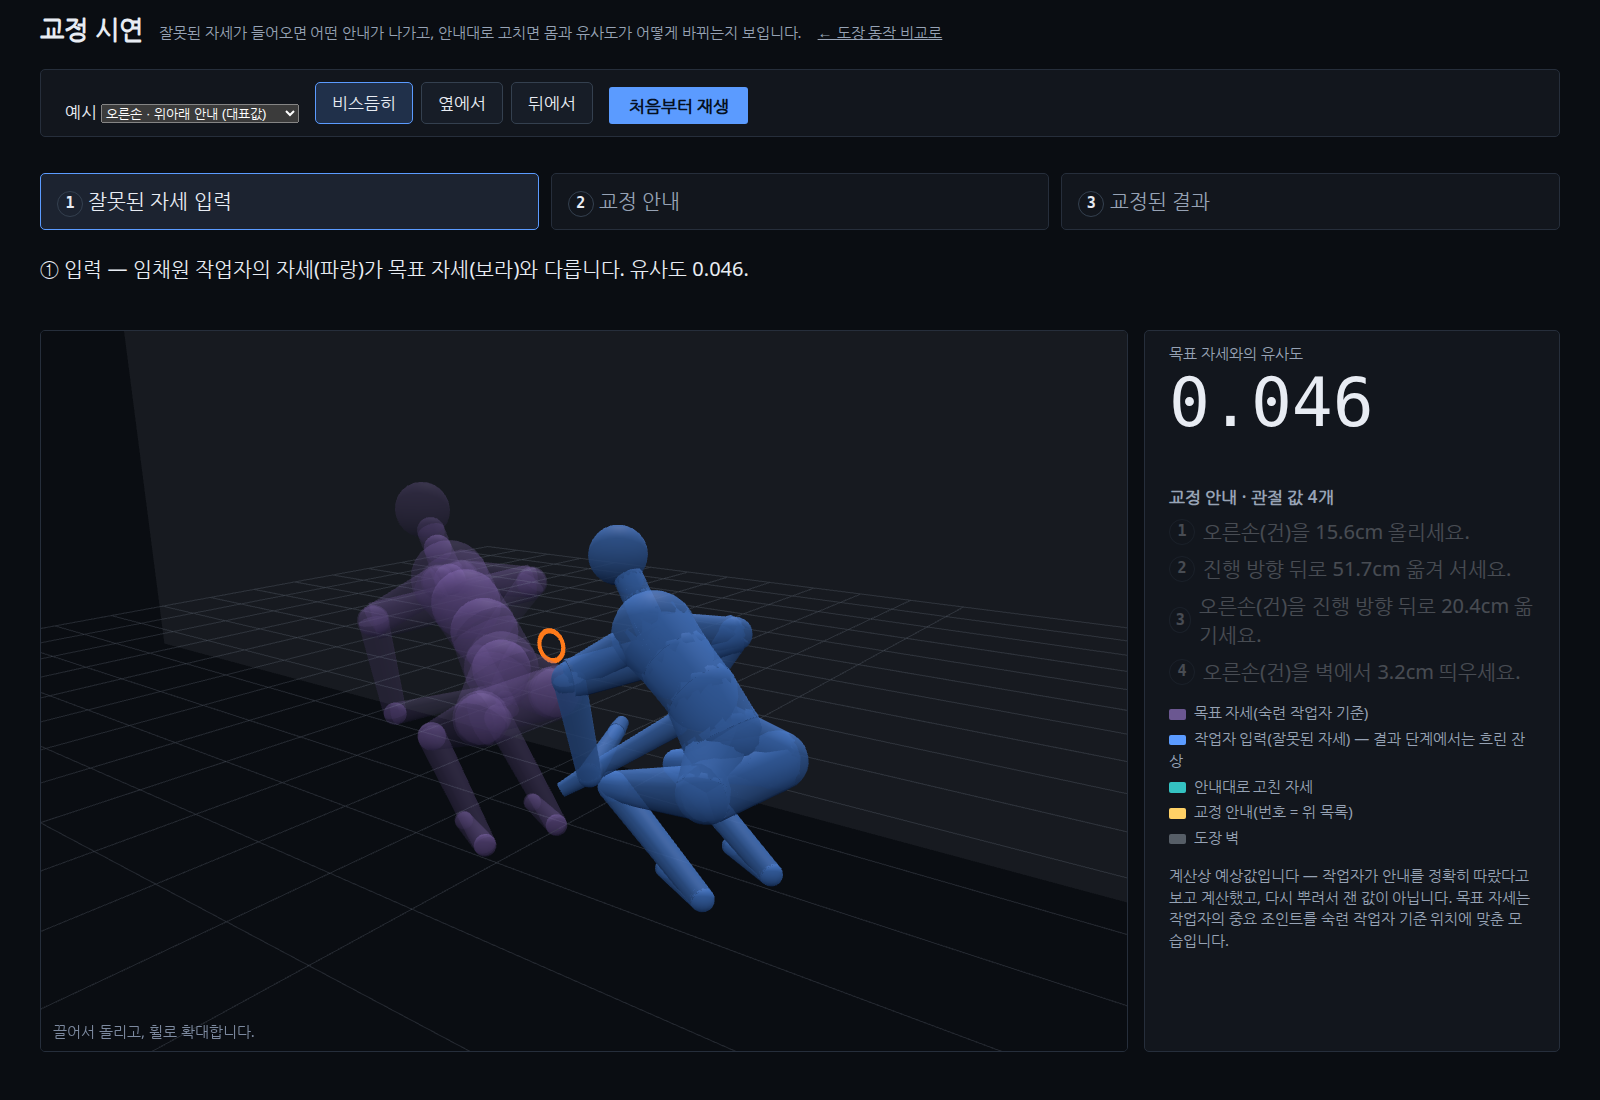 교정 시연 잘못된 자세가 들어오면 어떤 안내가 나가고, 안내대로 고치면 몸과 유사도가 어떻게 바뀌는지 보입니다. ← 도장 동작 비교로
예시 오른손 · 위아래 안내 (대표값) 비스듬히 옆에서 뒤에서 처음부터 재생
1 잘못된 자세 입력 2 교정 안내 3 교정된 결과
① 입력 — 임채원 작업자의 자세(파랑)가 목표 자세(보라)와 다릅니다. 유사도 0.046.
목표 자세와의 유사도
0.046
교정 안내 · 관절 값 4개
1 오른손(건)을 15.6cm 올리세요.
2 진행 방향 뒤로 51.7cm 옮겨 서세요.
3 오른손(건)을 진행 방향 뒤로 20.4cm 옮
기세요.
4 오른손(건)을 벽에서 3.2cm 띄우세요.
목표 자세(숙련 작업자 기준)
작업자 입력(잘못된 자세) — 결과 단계에서는 흐린 잔
상
안내대로 고친 자세
교정 안내(번호 = 위 목록)
도장 벽
계산상 예상값입니다 — 작업자가 안내를 정확히 따랐다고
보고 계산했고, 다시 뿌려서 잰 값이 아닙니다. 목표 자세는
작업자의 중요 조인트를 숙련 작업자 기준 위치에 맞춘 모
습입니다.
끌어서 돌리고, 휠로 확대합니다.